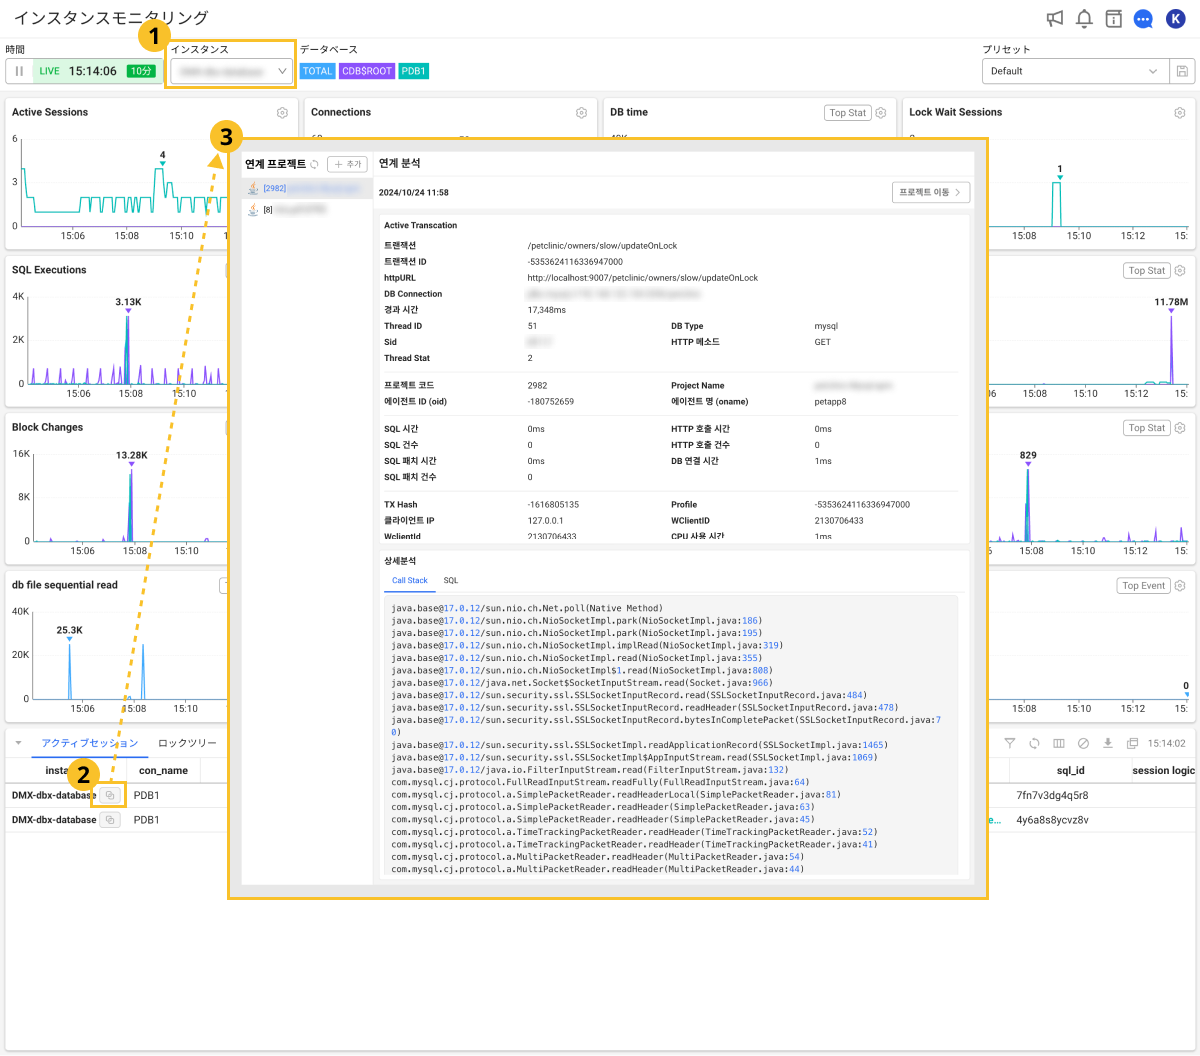 インスタンスモニタリング
K
1
時間
インスタンス
データベース
プリセット
LIVE 15:14:06 10分
TOTAL CDB$ROOT PDB1
Default
Active Sessions
6
3
0
4
15:06 15:08 15:10
Connections
DB time
Top Stat
Lock Wait Sessions
1
15:08 15:10 15:12 15:
SQL Executions
4K
2K
0
3.13K
15:06 15:08 15:10
Top Stat
11.78M
06 15:08 15:10 15:12 15:
Block Changes
16K
8K
0
13.28K
15:06 15:08 15:10
Top Stat
829
15:08 15:10 15:12 15:
db file sequential read
40K
20K
0
25.3K
15:06 15:08 15:10
Top Event
0
15:08 15:10 15:12 15:
アクティブセッション ロックツリー
15:14:02
2
insta con_name
sql_id session logic
DMX-dbx-database PDB1
7fn7v3dg4q5r8
DMX-dbx-database PDB1
e... 4y6a8s8ycvz8v
3
연계 프로젝트
+ 추가
[2982]
[8]
연계 분석
2024/10/24 11:58
프로젝트 이동 >
Active Transcation
트랜잭션 /petclinic/owners/slow/updateOnLock
트랜잭션 ID -5353624116336947000
httpURL http://localhost:9007/petclinic/owners/slow/updateOnLock
DB Connection
경과 시간 17,348ms
Thread ID 51 DB Type mysql
Sid HTTP 메소드 GET
Thread Stat 2
프로젝트 코드 2982 Project Name
에이전트 ID (oid) -180752659 에이전트 명 (oname) petapp8
SQL 시간 0ms HTTP 호출 시간 0ms
SQL 건수 0 HTTP 호출 건수 0
SQL 패치 시간 0ms DB 연결 시간 1ms
SQL 패치 건수 0
TX Hash -1616805135 Profile -5353624116336947000
클라이언트 IP 127.0.0.1 WClientID 2130706433
WclientId 2130706433 CPU 사용 시간 1ms
상세분석
Call Stack SQL
java.base@17.0.12/sun.nio.ch.Net.poll(Native Method)
java.base@17.0.12/sun.nio.ch.NioSocketImpl.park(NioSocketImpl.java:186)
java.base@17.0.12/sun.nio.ch.NioSocketImpl.park(NioSocketImpl.java:195)
java.base@17.0.12/sun.nio.ch.NioSocketImpl.implRead(NioSocketImpl.java:319)
java.base@17.0.12/sun.nio.ch.NioSocketImpl.read(NioSocketImpl.java:355)
java.base@17.0.12/sun.nio.ch.NioSocketImpl$1.read(NioSocketImpl.java:808)
java.base@17.0.12/java.net.Socket$SocketInputStream.read(Socket.java:966)
java.base@17.0.12/sun.security.ssl.SSLSocketInputRecord.read(SSLSocketInputRecord.java:484)
java.base@17.0.12/sun.security.ssl.SSLSocketInputRecord.readHeader(SSLSocketInputRecord.java:478)
java.base@17.0.12/sun.security.ssl.SSLSocketInputRecord.bytesInCompletePacket(SSLSocketInputRecord.java:7
0)
java.base@17.0.12/sun.security.ssl.SSLSocketImpl.readApplicationRecord(SSLSocketImpl.java:1465)
java.base@17.0.12/sun.security.ssl.SSLSocketImpl$AppInputStream.read(SSLSocketImpl.java:1069)
java.base@17.0.12/java.io.FilterInputStream.read(FilterInputStream.java:132)
com.mysql.cj.protocol.FullReadInputStream.readFully(FullReadInputStream.java:64)
com.mysql.cj.protocol.a.SimplePacketReader.readHeaderLocal(SimplePacketReader.java:81)
com.mysql.cj.protocol.a.SimplePacketReader.readHeader(SimplePacketReader.java:63)
com.mysql.cj.protocol.a.SimplePacketReader.readHeader(SimplePacketReader.java:45)
com.mysql.cj.protocol.a.TimeTrackingPacketReader.readHeader(TimeTrackingPacketReader.java:52)
com.mysql.cj.protocol.a.TimeTrackingPacketReader.readHeader(TimeTrackingPacketReader.java:41)
com.mysql.cj.protocol.a.MultiPacketReader.readHeader(MultiPacketReader.java:54)
com.mysql.cj.protocol.a.MultiPacketReader.readHeader(MultiPacketReader.java:44)